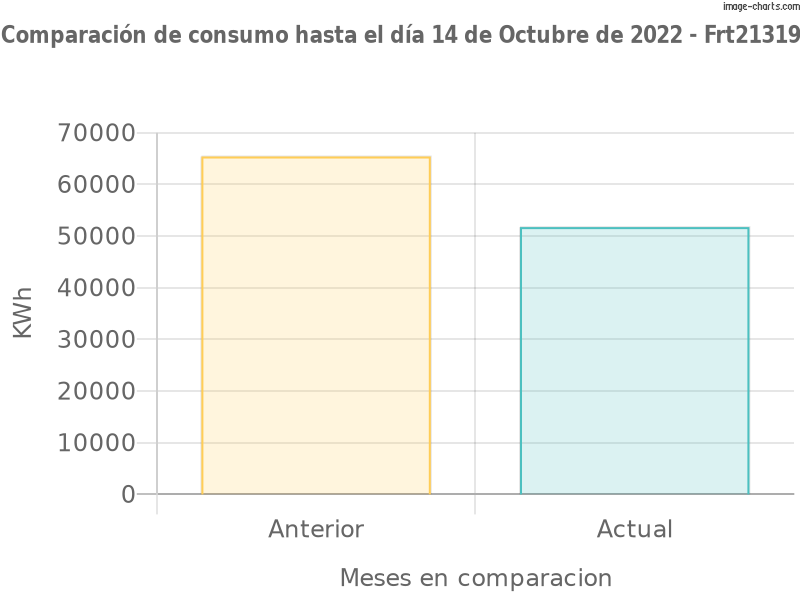 image-charts.com
Comparación de consumo hasta el día 14 de Octubre de 2022 - Frt21319
70000
60000
50000
40000
30000
20000
10000
0
KWh
Anterior
Actual
Meses en comparacion